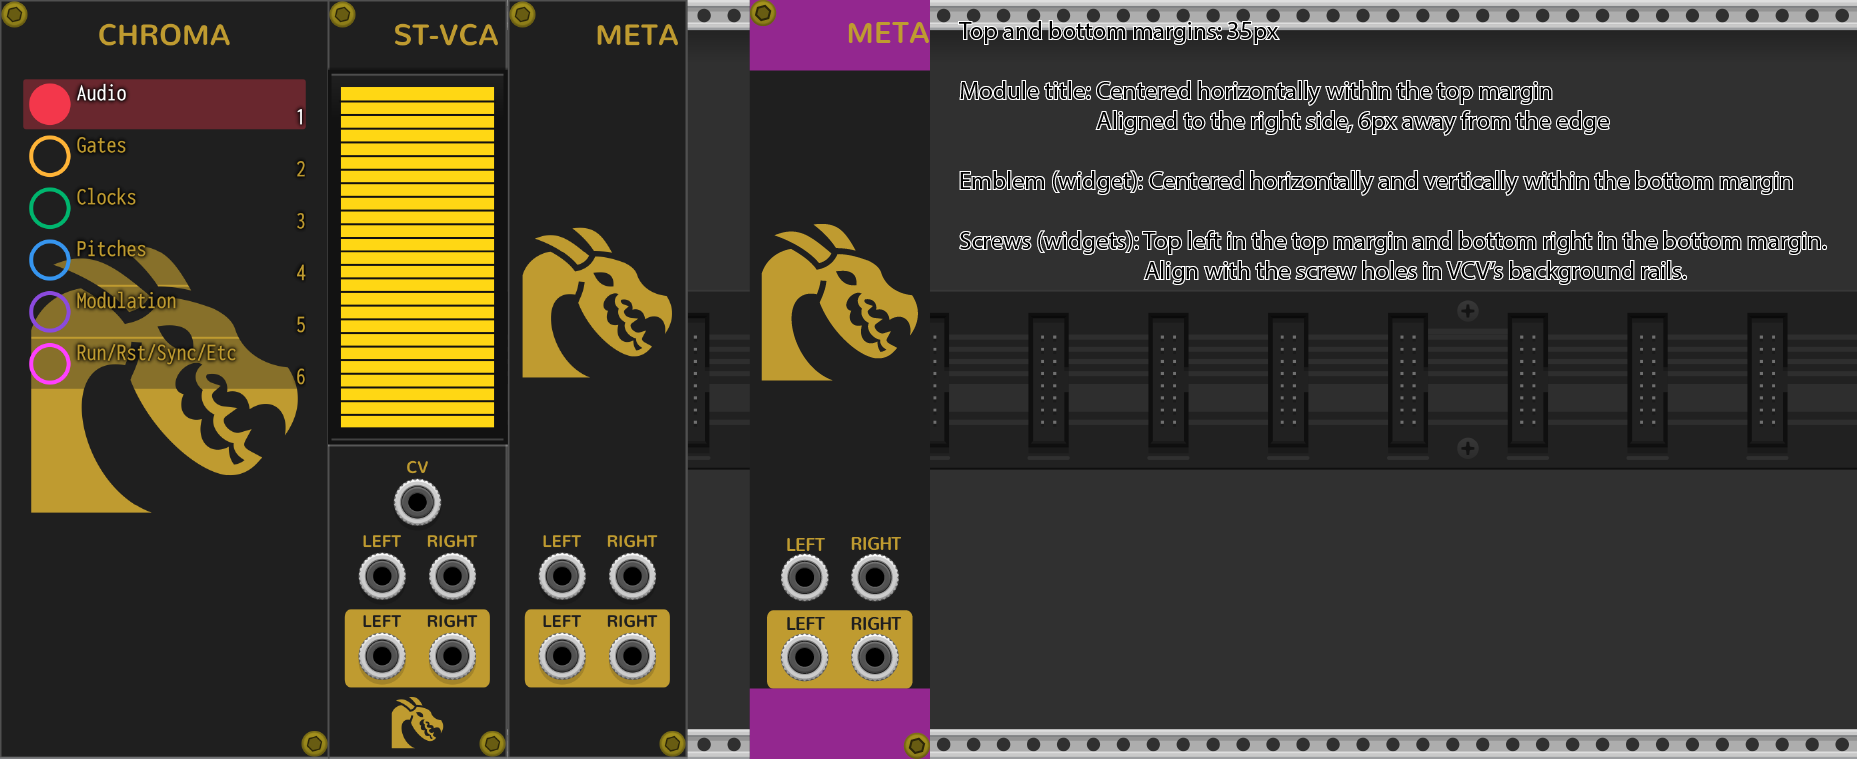 CHROMA
Audio
1
Gates
2
Clocks
3
Pitches
4
Modulation
5
Run/Rst/Sync/Etc
6
ST-VCA
CV
LEFT RIGHT
LEFT RIGHT
META
LEFT RIGHT
LEFT RIGHT
META
LEFT RIGHT
LEFT RIGHT
Top and bottom margins: 35px
Module title: Centered horizontally within the top margin
Aligned to the right side, 6px away from the edge
Emblem (widget): Centered horizontally and vertically within the bottom margin
Screws (widgets): Top left in the top margin and bottom right in the bottom margin.
Align with the screw holes in VCV's background rails.